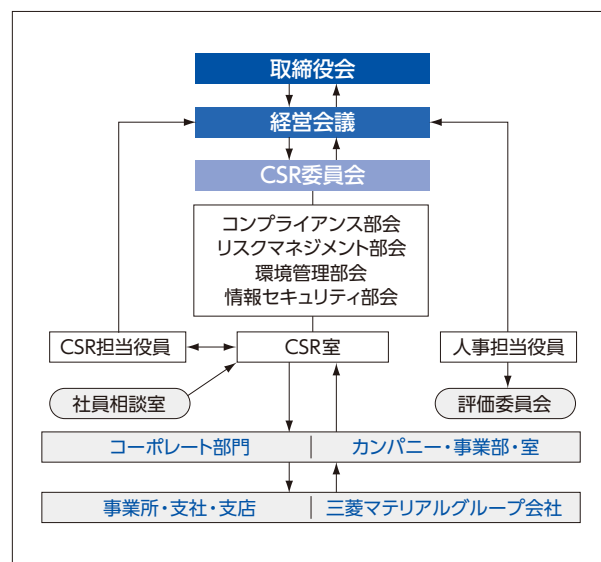 取締役会
経営会議
CSR委員会
コンプライアンス部会
リスクマネジメント部会
環境管理部会
情報セキュリティ部会
CSR担当役員
CSR室
人事担当役員
社員相談室
評価委員会
コーポレート部門
カンパニー・事業部・室
事業所・支社・支店
三菱マテリアルグループ会社